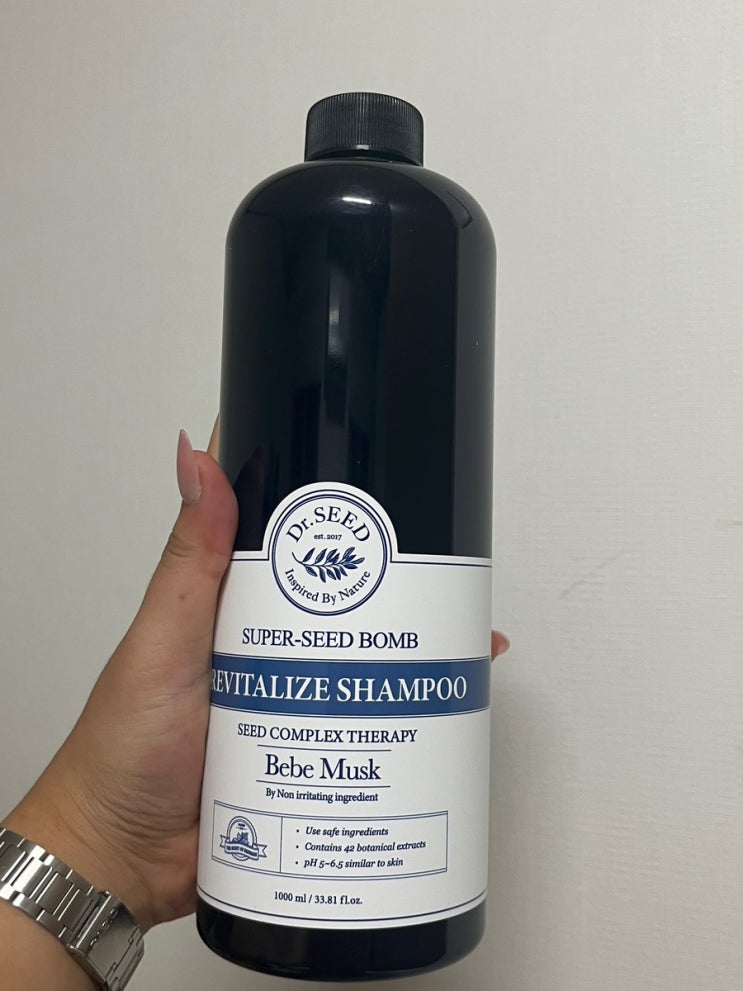 Dr.SEED
est.2017
Inspired By Nature
SUPER-SEED BOMB
REVITALIZE SHAMPOO
SEED COMPLEX THERAPY
Bebe Musk
By Non irritating ingredient
• Use safe ingredients
• Contains 42 botanical extracts
• pH 5~6.5 similar to skin
1000 ml / 33.81 fl.oz.